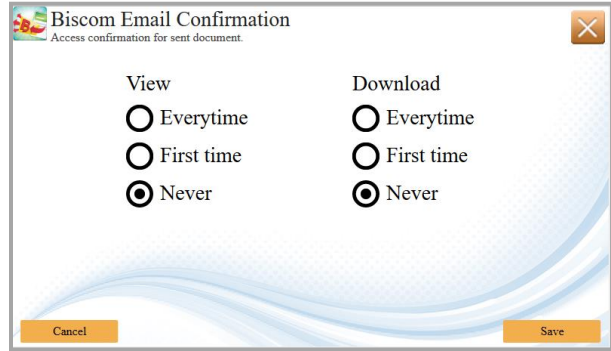 Biscom Email Confirmation
Access confirmation for sent document.
View
Everytime
First time
Never
Download
Everytime
First time
Never
Cancel
Save